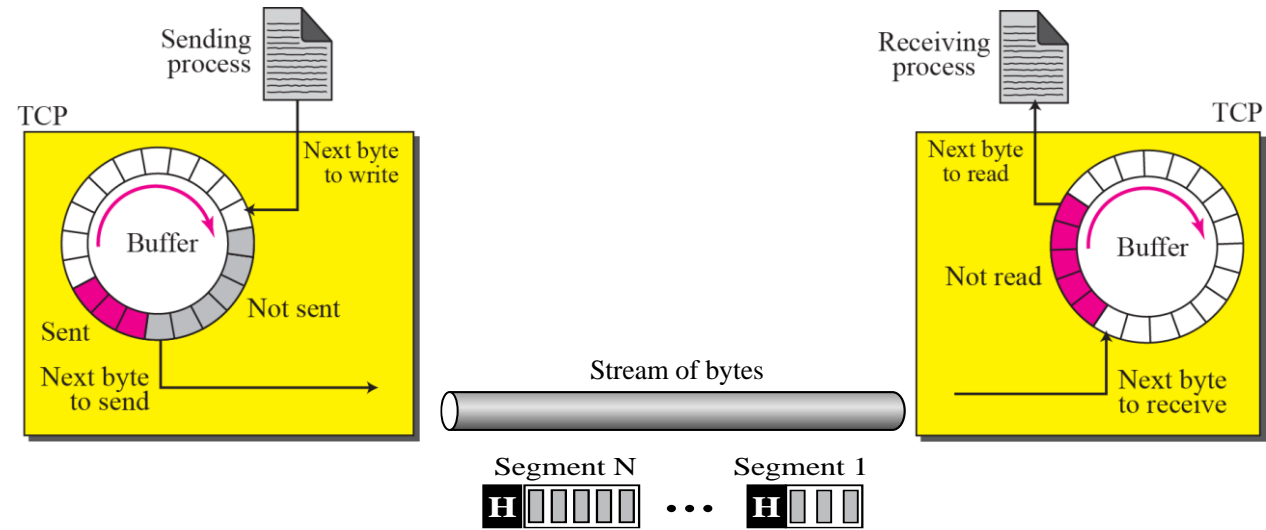 Sending
process
Receiving
process
TCP
TCP
Next byte
to write
Next byte
to read
Buffer
Buffer
Not sent
Not read
Sent
Next byte
to send
Stream of bytes
Next byte
to receive
Segment N
Segment 1
H
H